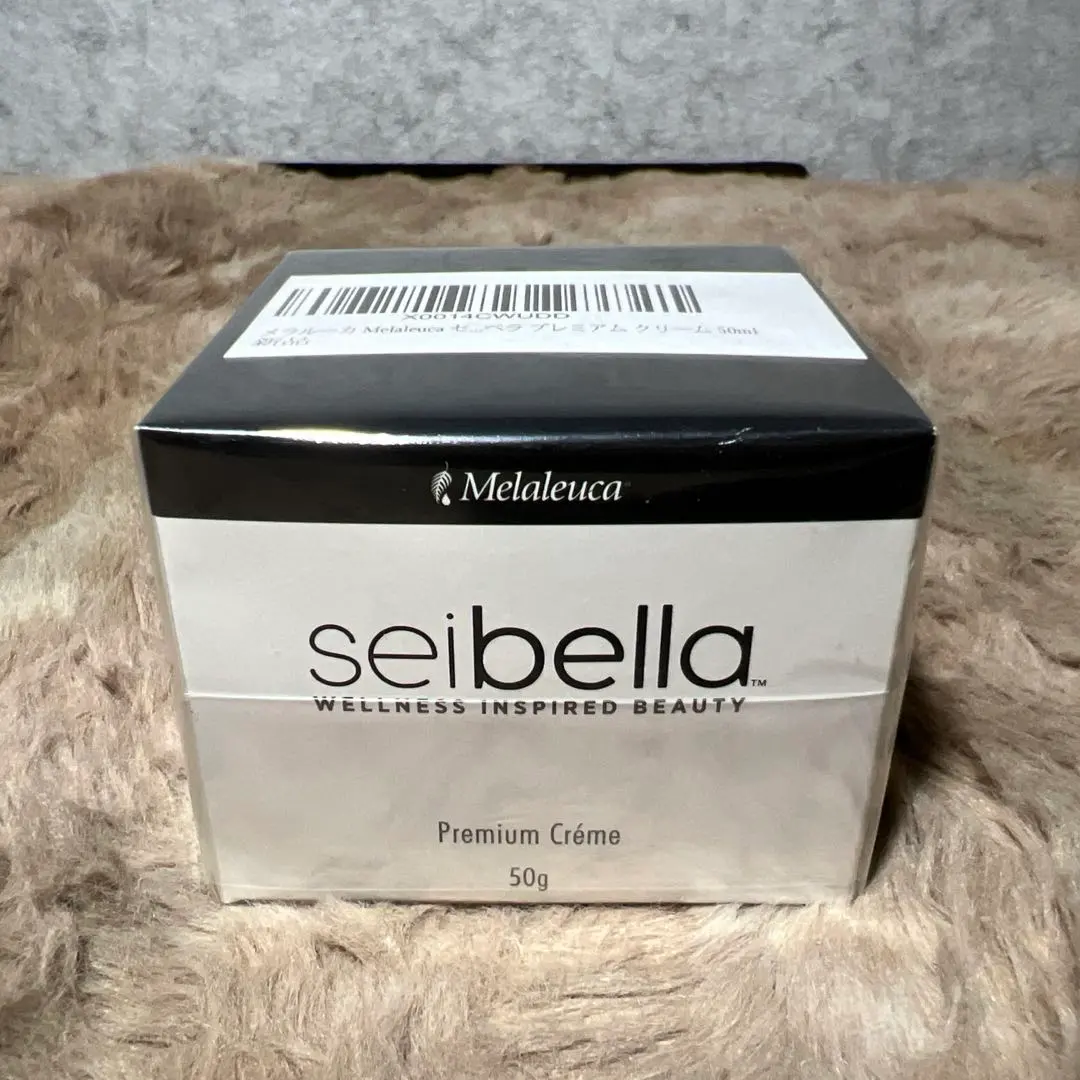 X0014CWUDD
メラルーカ Melaleuca セ...ベラ プレミアム クリーム 50ml
新品
Melaleuca
seibella™
WELLNESS INSPIRED BEAUTY
Premium Créme
50g